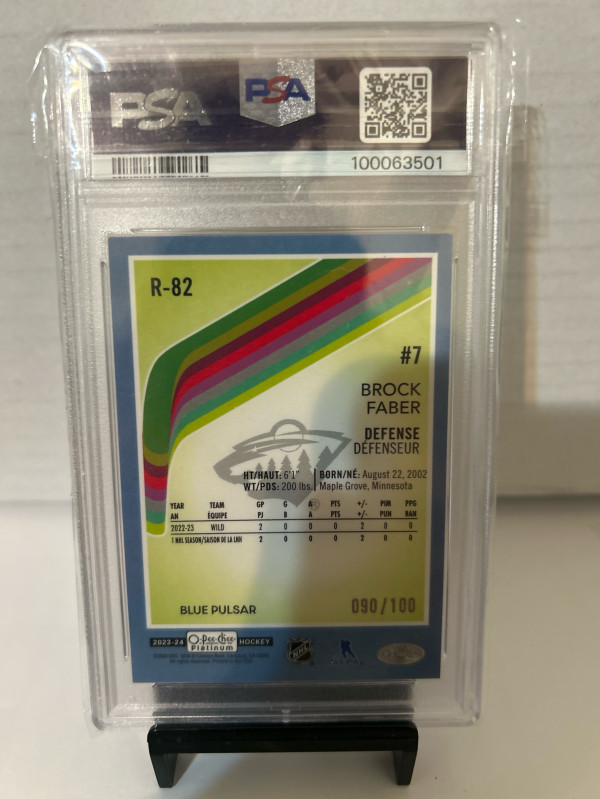 PSA PSA
100063501
R-82
#7
BROCK
FABER
DEFENSE
DÉFENSEUR
HT/HAUT: 6'1" BORN/NÉ: August 22, 2002
WT/PDS: 200 lbs. Maple Grove, Minnesota
YEAR TEAM GP G A PTS +/- PIM PPG
AN ÉQUIPE PJ B A PTS +/- PUN BAN
2022-23 WILD 2 0 0 0 2 0 0
1 NHL SEASON/SAISON DE LA LNH 2 0 0 0 2 0 0
BLUE PULSAR 090/100
2023-24 O-Pee-Chee Platinum HOCKEY
NHL